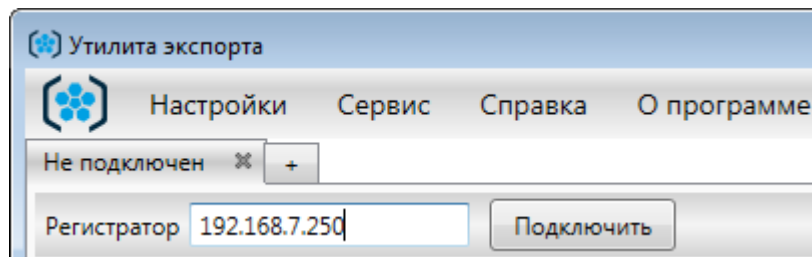 Утилита экспорта
Настройки Сервис Справка О программе
Не подключен +
Регистратор 192.168.7.250 Подключить